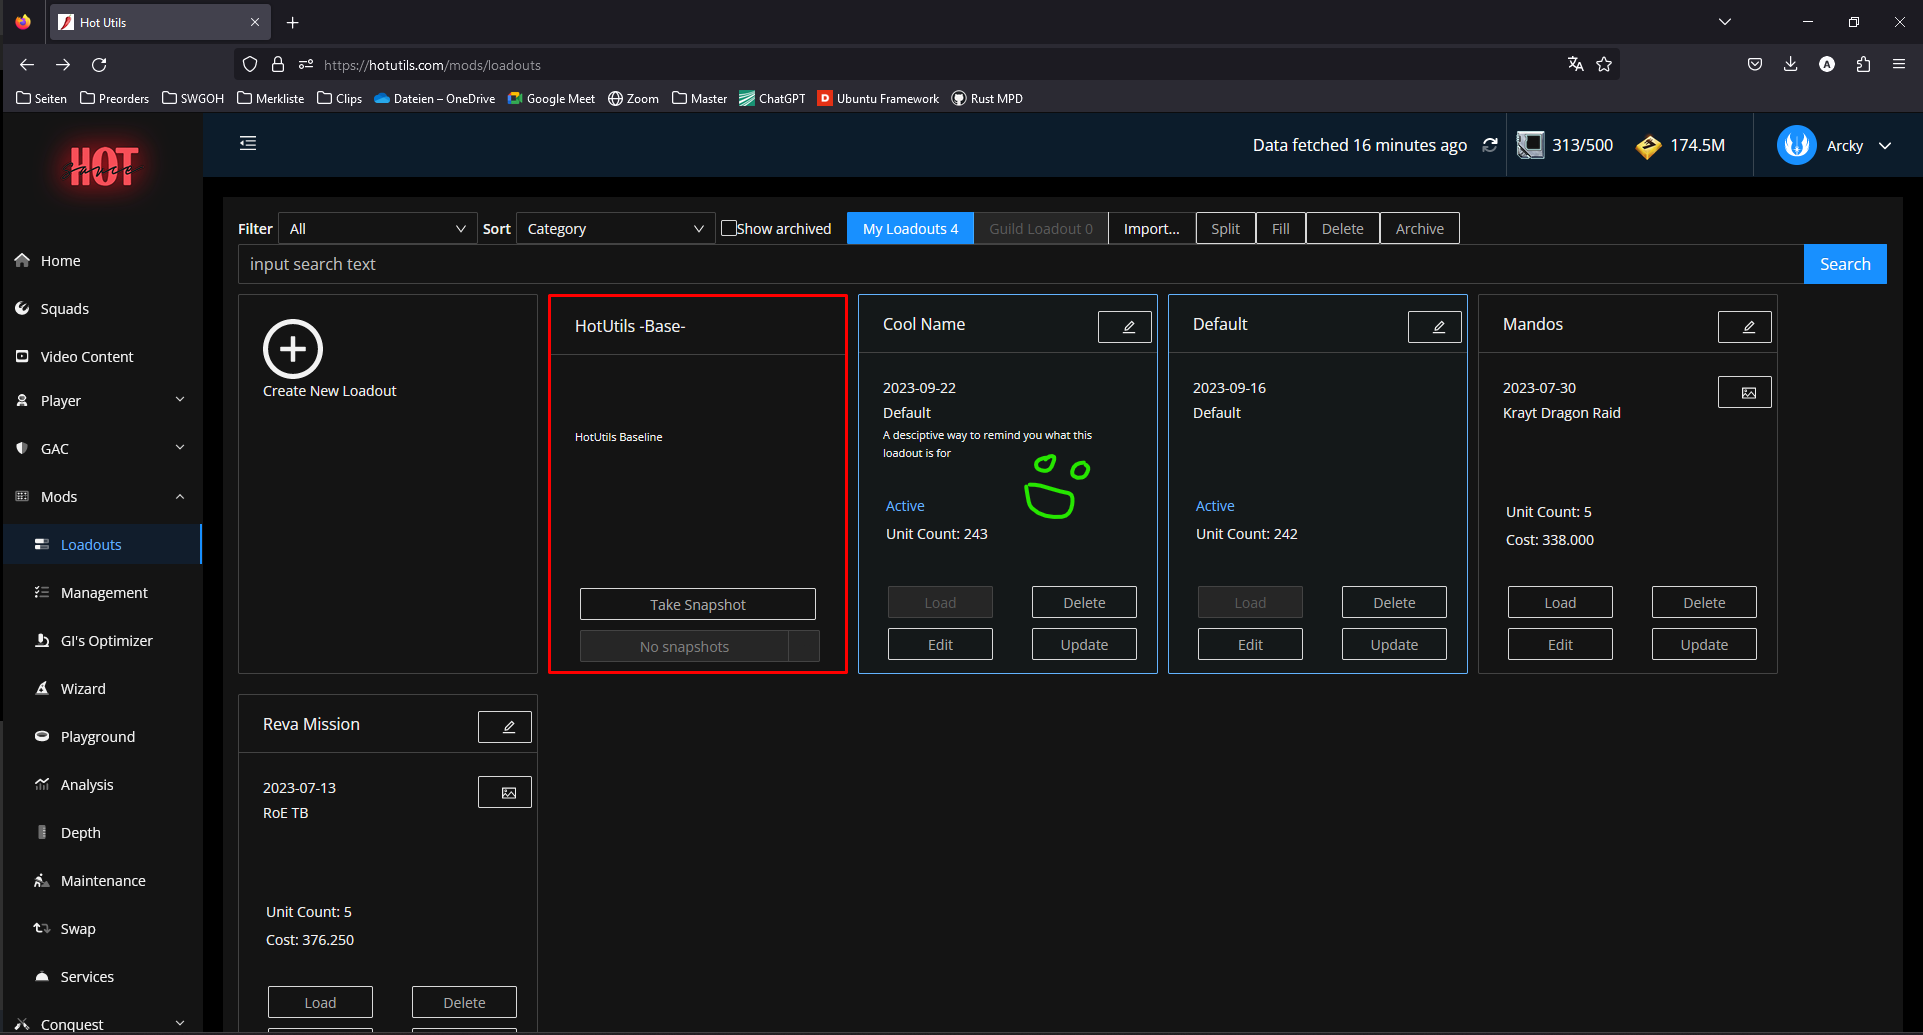 Hot Utils
https://hotutils.com/mods/loadouts
Seiten
Preorders
SWGOH
Merkliste
Clips
Dateien – OneDrive
Google Meet
Zoom
Master
ChatGPT
Ubuntu Framework
Rust MPD
HOT
Data fetched 16 minutes ago
313/500
174.5M
Arcky
Home
Squads
Video Content
Player
GAC
Mods
Loadouts
Management
GI's Optimizer
Wizard
Playground
Analysis
Depth
Maintenance
Swap
Services
Conquest
Filter
All
Sort
Category
Show archived
My Loadouts 4
Guild Loadout 0
Import...
Split
Fill
Delete
Archive
input search text
Search
Create New Loadout
HotUtils -Base-
HotUtils Baseline
Take Snapshot
No snapshots
Cool Name
2023-09-22
Default
A desciptive way to remind you what this
loadout is for
Active
Unit Count: 243
Load
Delete
Edit
Update
Default
2023-09-16
Default
Active
Unit Count: 242
Load
Delete
Edit
Update
Mandos
2023-07-30
Krayt Dragon Raid
Unit Count: 5
Cost: 338.000
Load
Delete
Edit
Update
Reva Mission
2023-07-13
RoE TB
Unit Count: 5
Cost: 376.250
Load
Delete